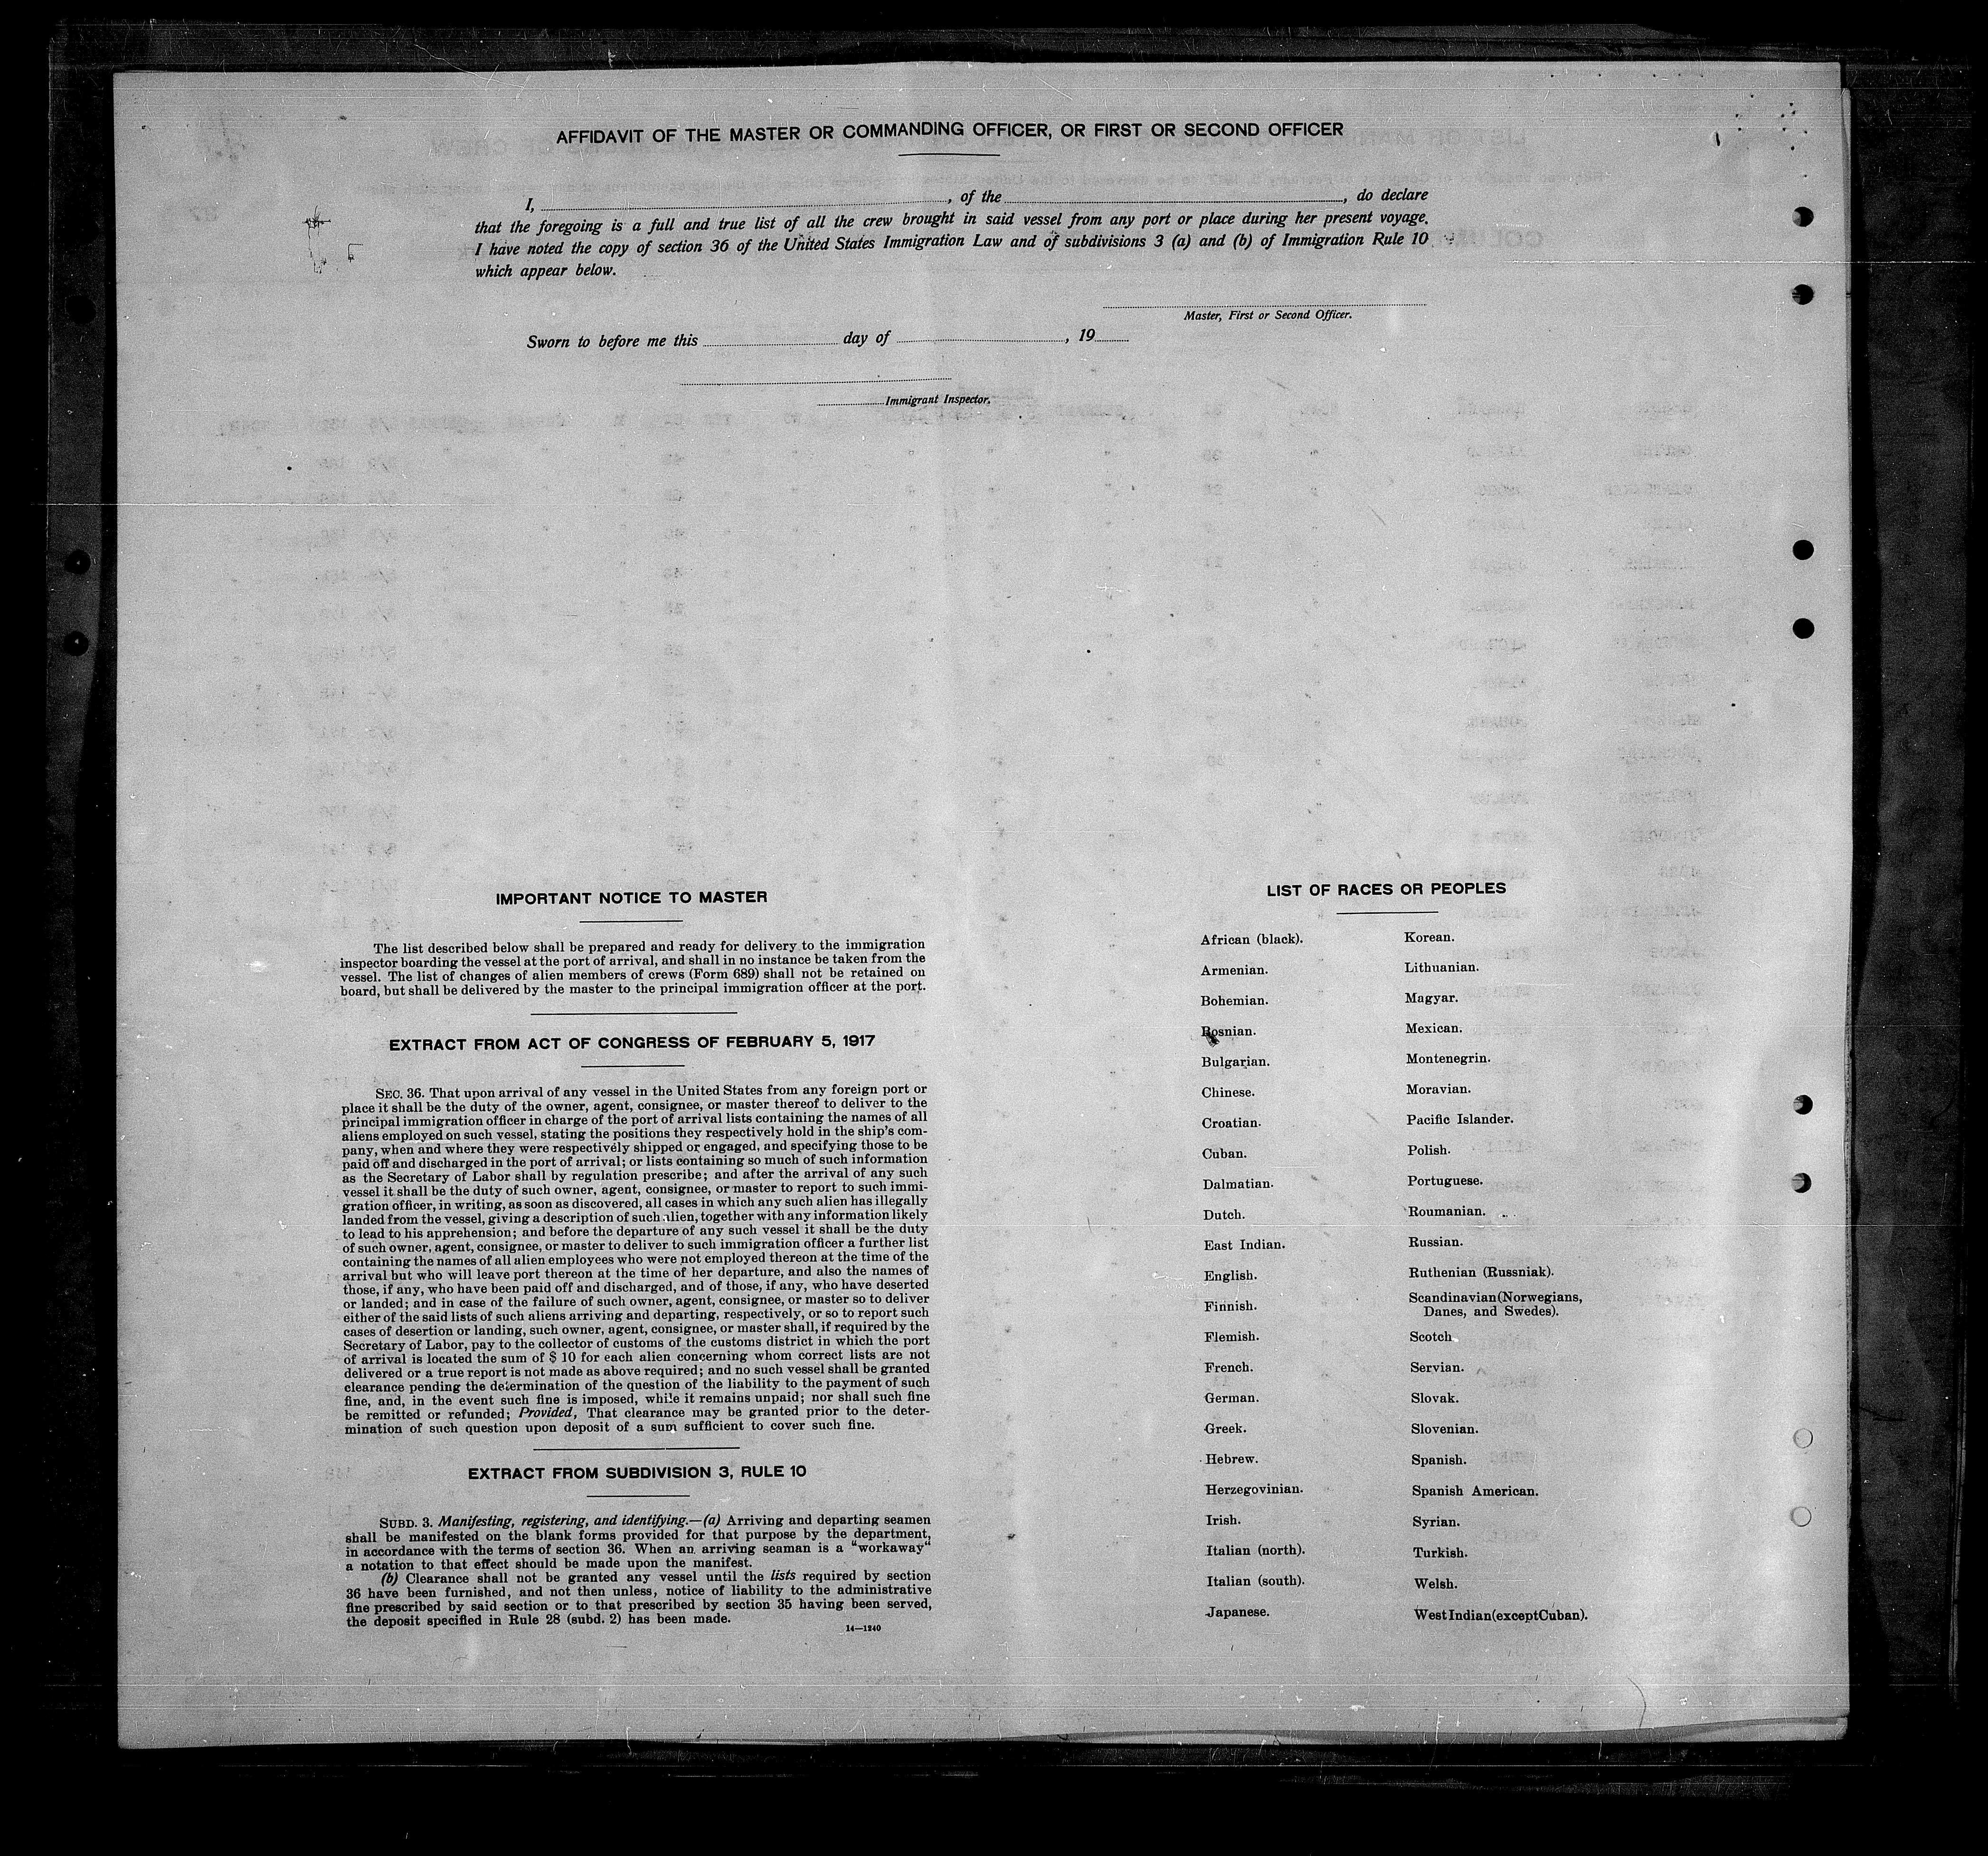 AFFIDAVIT OF THE MASTER OR COMMANDING OFFICER, OR FIRST OR SECOND OFFICER
I, , of the , do declare
that the foregoing is a full and true list of all the crew brought in said vessel from any port or place during her present voyage.
I have noted the copy of section 36 of the United States Immigration Law and of subdivisions 3 (a) and (b) of Immigration Rule 10
which appear below.
Master, First or Second Officer.
Sworn to before me this day of , 19
Immigrant Inspector.
IMPORTANT NOTICE TO MASTER
The list described below shall be prepared and ready for delivery to the immigration
inspector boarding the vessel at the port of arrival, and shall in no instance be taken from the
vessel. The list of changes of alien members of crews (Form 689) shall not be retained on
board, but shall be delivered by the master to the principal immigration officer at the port.
EXTRACT FROM ACT OF CONGRESS OF FEBRUARY 5, 1917
SEC. 36. That upon arrival of any vessel in the United States from any foreign port or
place it shall be the duty of the owner, agent, consignee, or master thereof to deliver to the
principal immigration officer in charge of the port of arrival lists containing the names of all
aliens employed on such vessel, stating the positions they respectively hold in the ship's com-
pany, when and where they were respectively shipped or engaged, and specifying those to be
paid off and discharged in the port of arrival; or lists containing so much of such information
as the Secretary of Labor shall by regulation prescribe; and after the arrival of any such
vessel it shall be the duty of such owner, agent, consignee, or master to report to such immi-
gration officer, in writing, as soon as discovered, all cases in which any such alien has illegally
landed from the vessel, giving a description of such alien, together with any information likely
to lead to his apprehension; and before the departure of any such vessel it shall be the duty
of such owner, agent, consignee, or master to deliver to such immigration officer a further list
containing the names of all alien employees who were not employed thereon at the time of the
arrival but who will leave port thereon at the time of her departure, and also the names of
those, if any, who have been paid off and discharged, and of those, if any, who have deserted
or landed; and in case of the failure of such owner, agent, consignee, or master so to deliver
either of the said lists of such aliens arriving and departing, respectively, or so to report such
cases of desertion or landing, such owner, agent, consignee, or master shall, if required by the
Secretary of Labor, pay to the collector of customs of the customs district in which the port
of arrival is located the sum of $ 10 for each alien concerning whom correct lists are not
delivered or a true report is not made as above required; and no such vessel shall be granted
clearance pending the determination of the question of the liability to the payment of such
fine, and, in the event such fine is imposed, while it remains unpaid; nor shall such fine
be remitted or refunded; Provided, That clearance may be granted prior to the deter-
mination of such question upon deposit of a sum sufficient to cover such fine.
EXTRACT FROM SUBDIVISION 3, RULE 10
SUBD. 3. Manifesting, registering, and identifying.—(a) Arriving and departing seamen
shall be manifested on the blank forms provided for that purpose by the department,
in accordance with the terms of section 36. When an arriving seaman is a "workaway"
a notation to that effect should be made upon the manifest.
(b) Clearance shall not be granted any vessel until the lists required by section
36 have been furnished, and not then unless, notice of liability to the administrative
fine prescribed by said section or to that prescribed by section 35 having been served,
the deposit specified in Rule 28 (subd. 2) has been made.
14—1240
LIST OF RACES OR PEOPLES
African (black).
Armenian.
Bohemian.
Bosnian.
Bulgarian.
Chinese.
Croatian.
Cuban.
Dalmatian.
Dutch.
East Indian.
English.
Finnish.
Flemish.
French.
German.
Greek.
Hebrew.
Herzegovinian.
Irish.
Italian (north).
Italian (south).
Japanese.
Korean.
Lithuanian.
Magyar.
Mexican.
Montenegrin.
Moravian.
Pacific Islander.
Polish.
Portuguese.
Roumanian.
Russian.
Ruthenian (Russniak).
Scandinavian (Norwegians,
Danes, and Swedes).
Scotch
Servian.
Slovak.
Slovenian.
Spanish.
Spanish American.
Syrian.
Turkish.
Welsh.
West Indian (except Cuban).